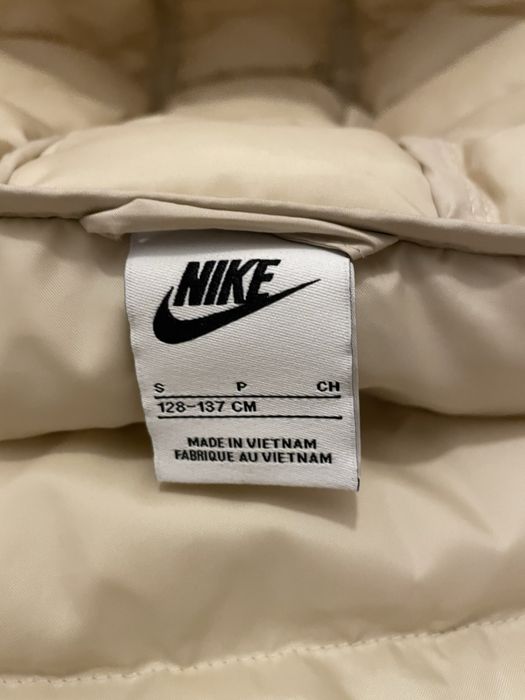 NIKE
S P CH
128-137 CM
MADE IN VIETNAM
FABRIQUE AU VIETNAM